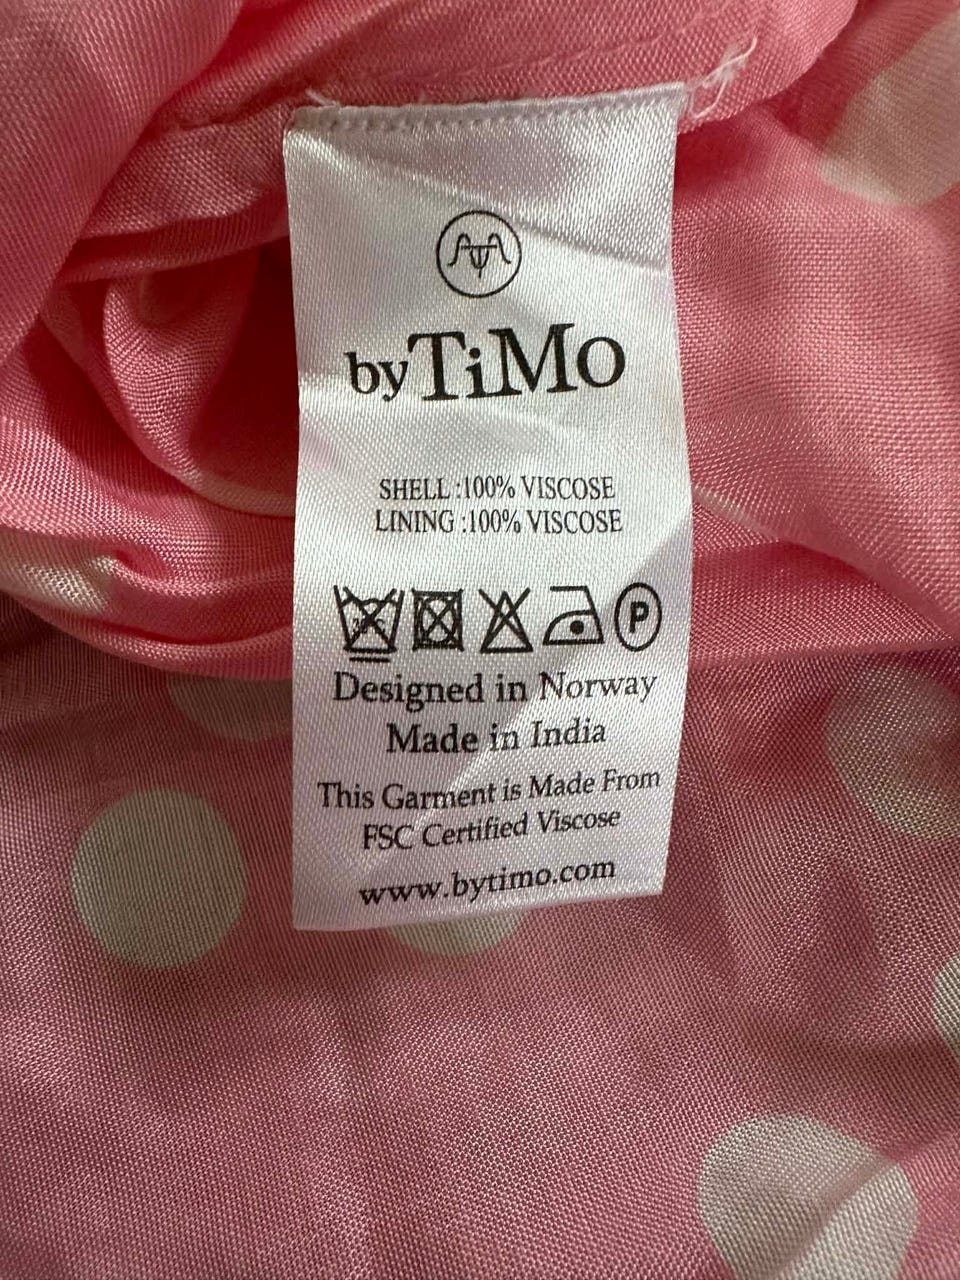 byTiMo
SHELL :100% VISCOSE
LINING :100% VISCOSE
P
Designed in Norway
Made in India
This Garment is Made From
FSC Certified Viscose
www.bytimo.com